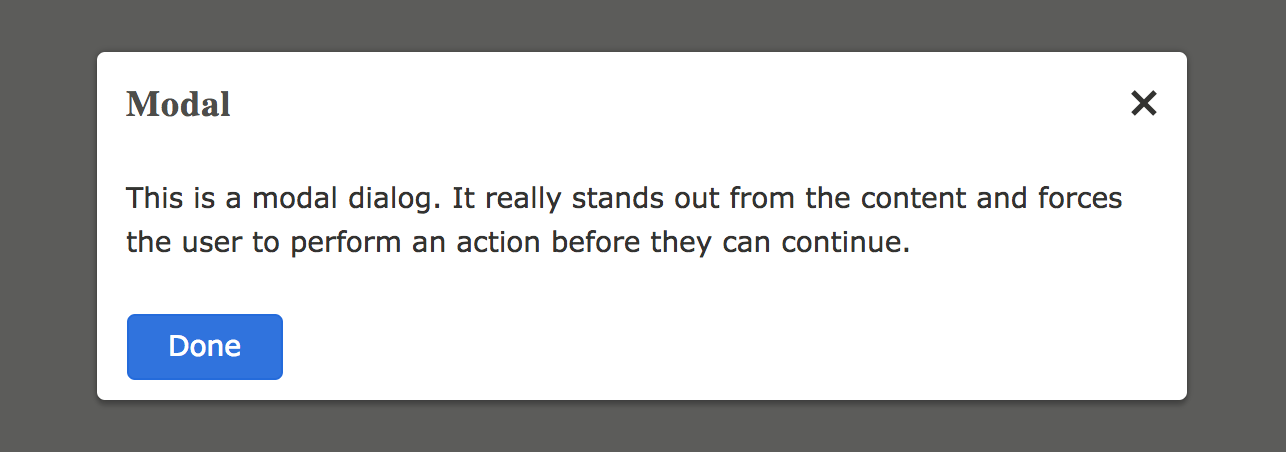 Modal
This is a modal dialog. It really stands out from the content and forces
the user to perform an action before they can continue.
Done